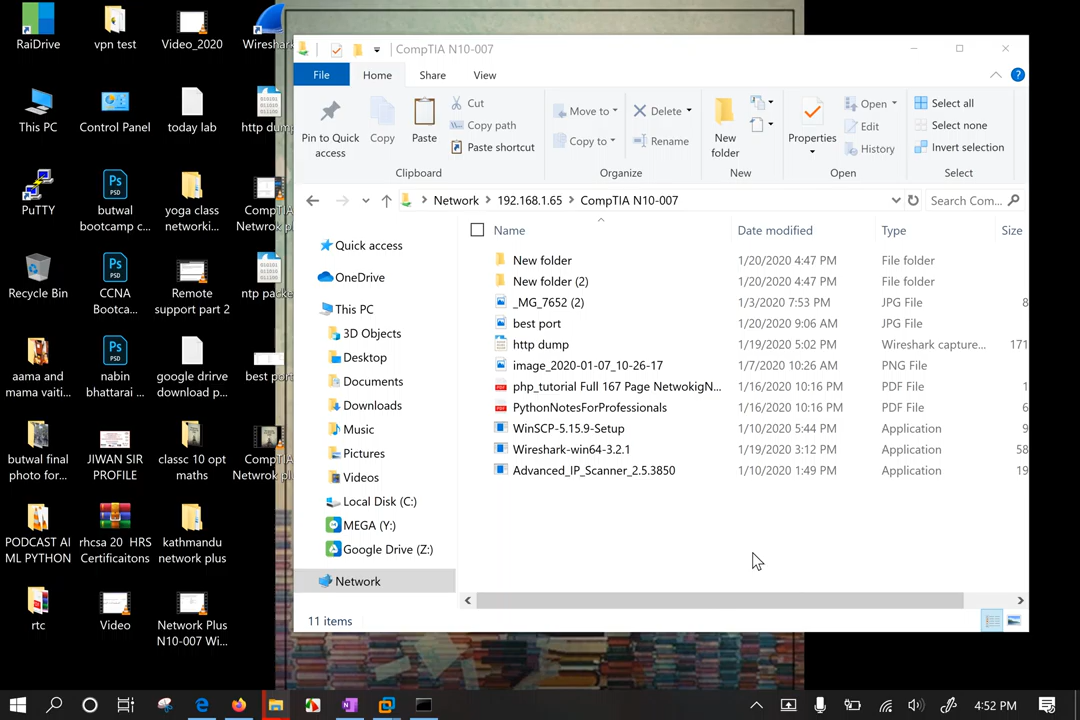 RaiDrive
vpn test
Video_2020
Wireshark
This PC
Control Panel
today lab
http dump
PuTTY
butwal
bootcamp c...
yoga class
networki...
CompTIA
Netwrok p
Recycle Bin
CCNA
Bootca...
Remote
support part 2
ntp packe
aama and
mama vaiti...
nabin
bhattarai ...
google drirve
download p...
best port
butwal final
photo for...
JIWAN SIR
PROFILE
classc 10 opt
maths
CompTIA
Netwrok p
PODCAST AI
ML PYTHON
rhcsa 20 HRS
Certificaitons
kathmandu
network plus
rtc
Video
Network Plus
N10-007 Wi...
CompTIA N10-007
File
Home
Share
View
Pin to Quick
access
Copy
Paste
Cut
Copy path
Paste shortcut
Clipboard
Move to
Copy to
Delete
Rename
Organize
New
folder
New
Properties
Open
Edit
History
Open
Select all
Select none
Invert selection
Select
Network > 192.168.1.65 > CompTIA N10-007
Search Com...
Quick access
OneDrive
This PC
3D Objects
Desktop
Documents
Downloads
Music
Pictures
Videos
Local Disk (C:)
MEGA (Y:)
Google Drive (Z:)
Network
Name Date modified Type Size
New folder 1/20/2020 4:47 PM File folder
New folder (2) 1/20/2020 4:47 PM File folder
_MG_7652 (2) 1/3/2020 7:53 PM JPG File 8
best port 1/20/2020 9:06 AM JPG File
http dump 1/19/2020 5:02 PM Wireshark capture... 171
image_2020-01-07_10-26-17 1/7/2020 10:26 AM PNG File
php_tutorial Full 167 Page NetwokigN... 1/16/2020 10:16 PM PDF File 1
PythonNotesForProfessionals 1/16/2020 10:16 PM PDF File 6
WinSCP-5.15.9-Setup 1/10/2020 5:44 PM Application 9
Wireshark-win64-3.2.1 1/19/2020 3:12 PM Application 58
Advanced_IP_Scanner_2.5.3850 1/10/2020 1:49 PM Application 19
11 items
4:52 PM